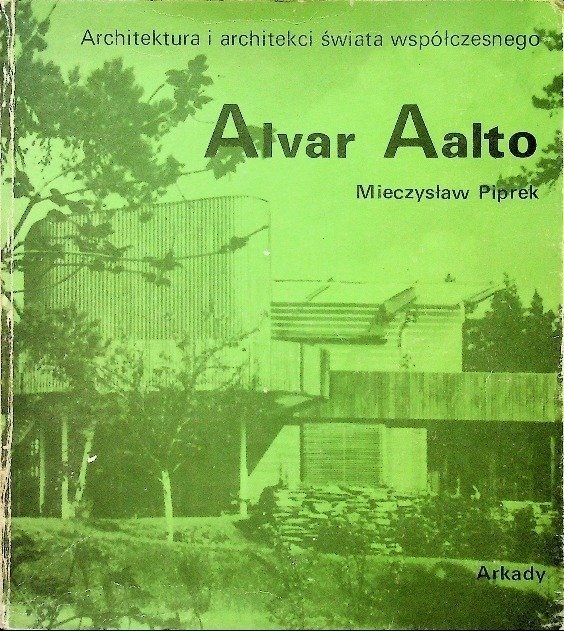 Architektura i architekci świata współczesnego
Alvar Aalto
Mieczysław Piprek
Arkady